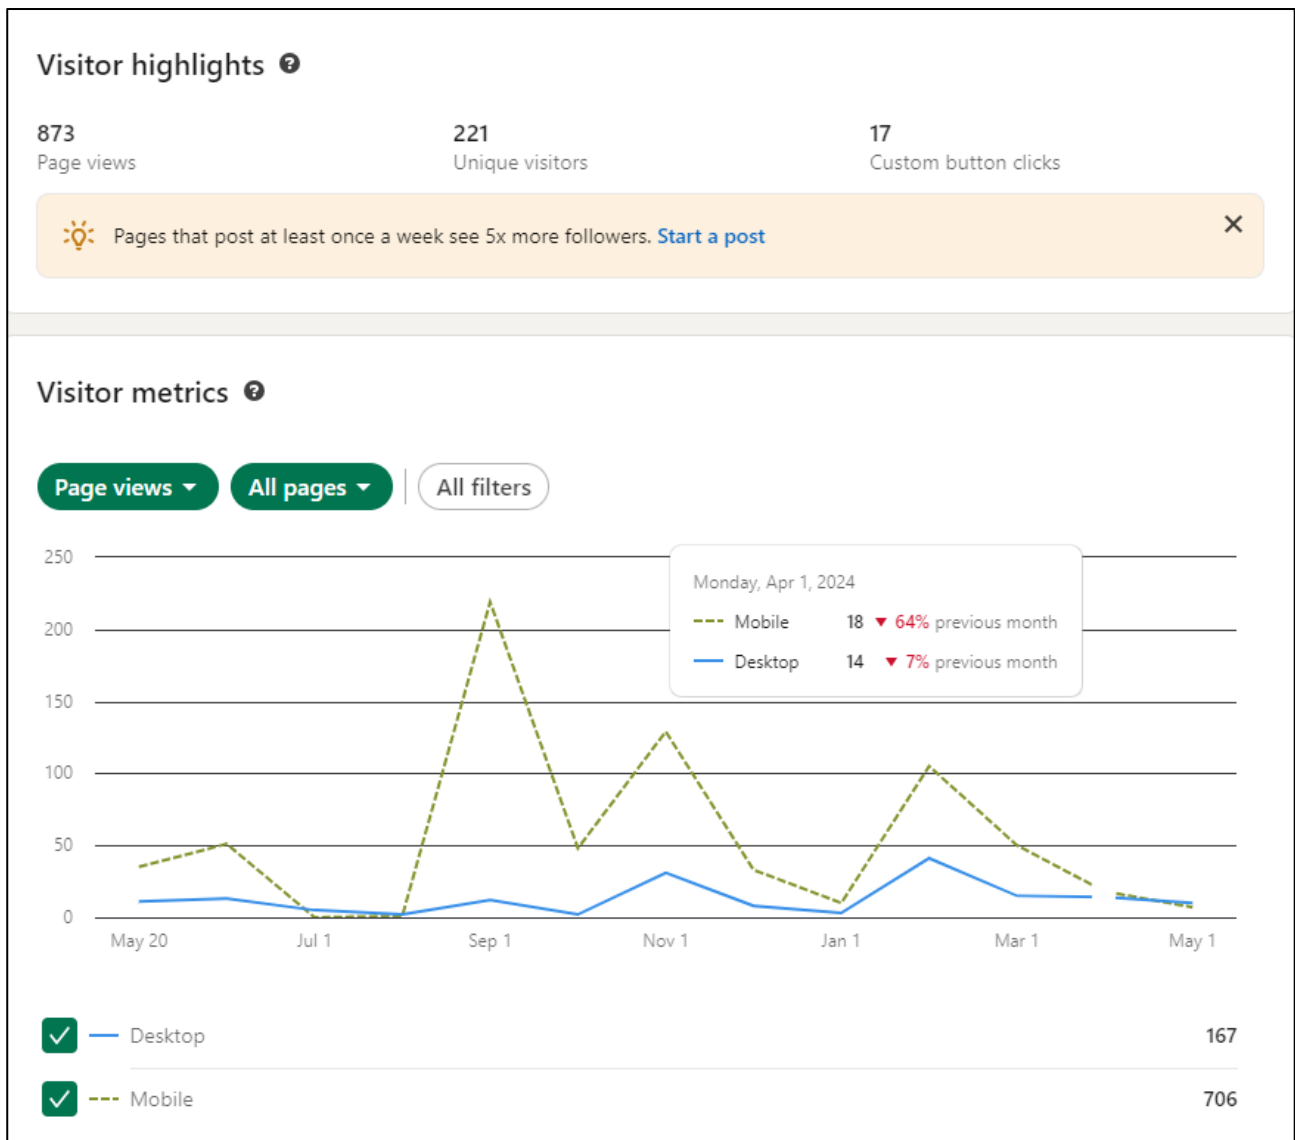 Visitor highlights ?
873
Page views
221
Unique visitors
17
Custom button clicks
Pages that post at least once a week see 5x more followers. Start a post
Visitor metrics ?
Page views All pages All filters
250
200
150
100
50
0
Monday, Apr 1, 2024
Mobile 18 ▼ 64% previous month
Desktop 14 ▼ 7% previous month
May 20 Jul 1 Sep 1 Nov 1 Jan 1 Mar 1 May 1
Desktop 167
Mobile 706